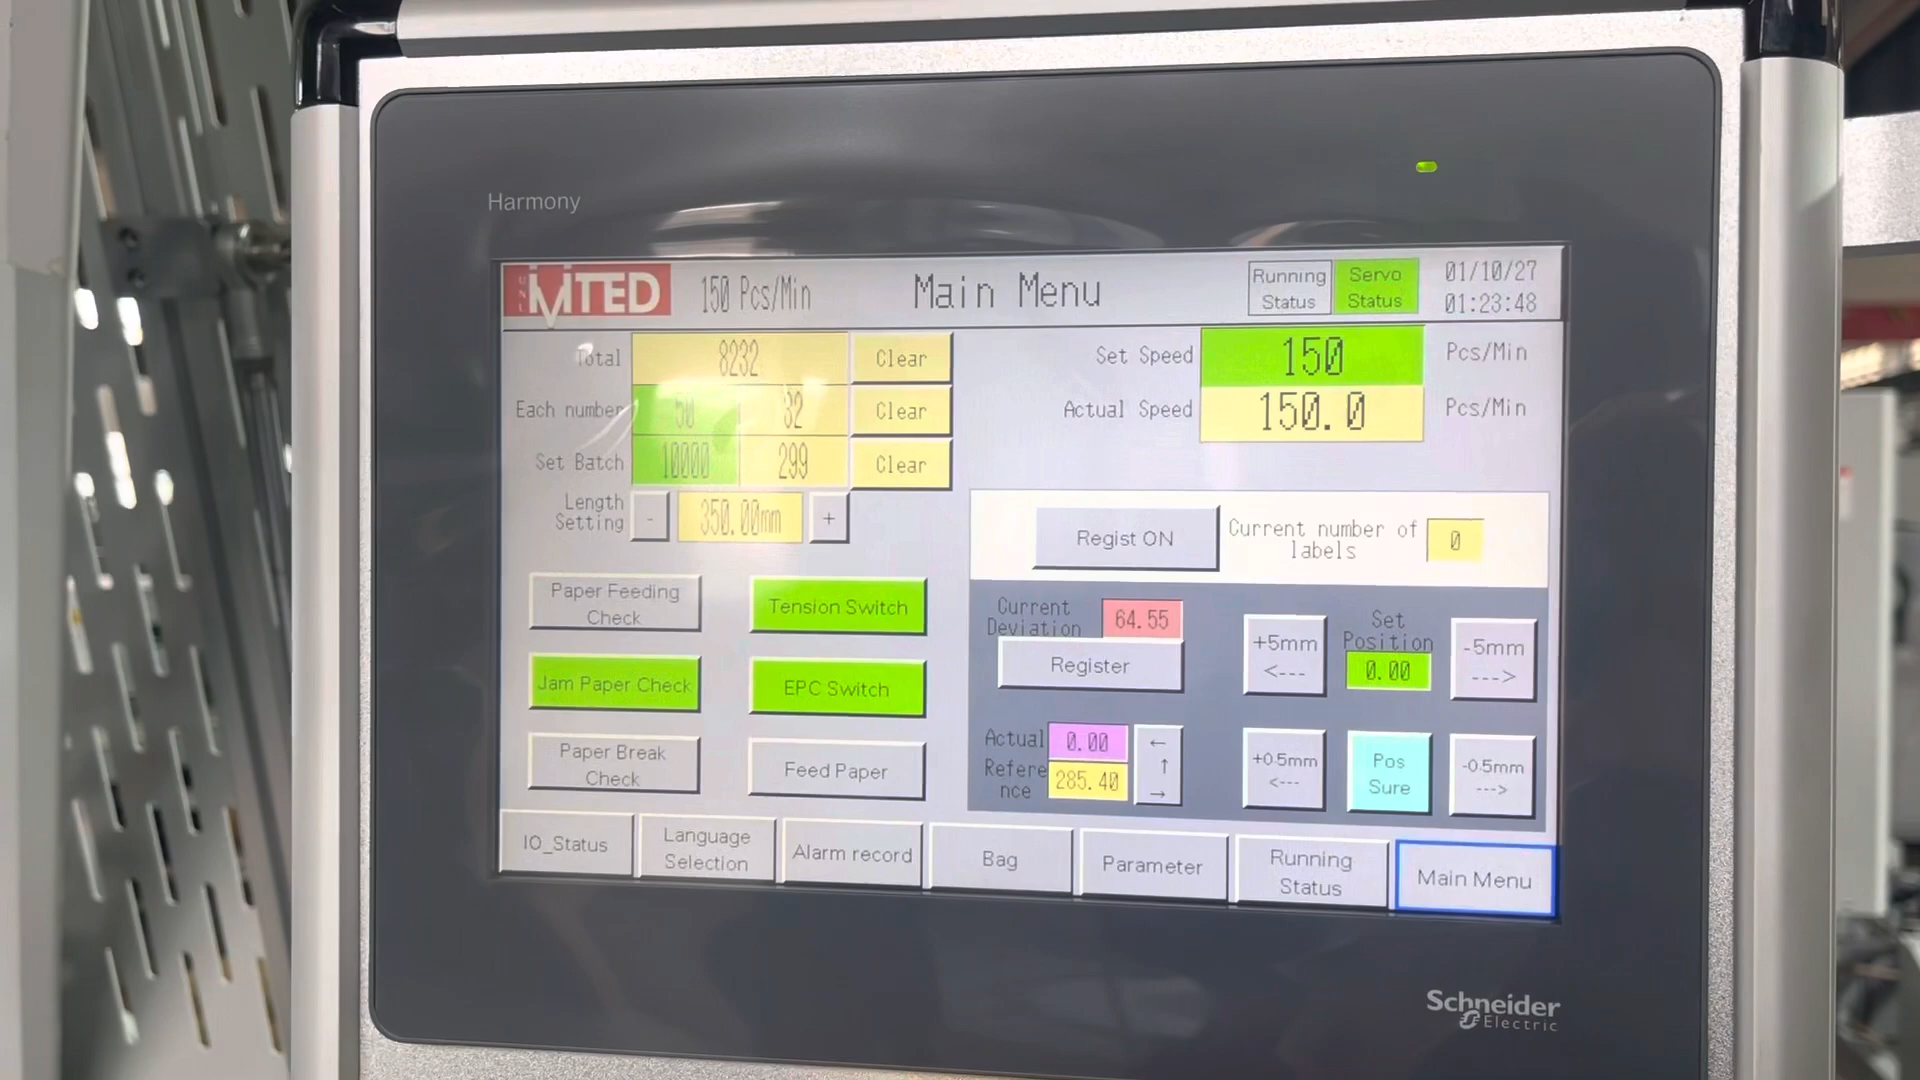 Harmony
UNI
MTED
150 Pcs/Min
Main Menu
Running
Status
Servo
Status
01/10/27
01:23:48
Total 8232 Clear
Each number 50 32 Clear
Set Batch 10000 299 Clear
Length
Setting
- 350.00mm +
Set Speed 150 Pcs/Min
Actual Speed 150.0 Pcs/Min
Regist ON
Current number of
labels
0
Paper Feeding
Check
Tension Switch
Jam Paper Check
EPC Switch
Paper Break
Check
Feed Paper
Current
Deviation
64.55
Register
+5mm
<---
Set
Position
0.00
-5mm
--->
Actual 0.00
Refere
nce
285.40
←
↑
→
+0.5mm
<---
Pos
Sure
-0.5mm
--->
IO_Status
Language
Selection
Alarm record
Bag
Parameter
Running
Status
Main Menu
Schneider
Electric